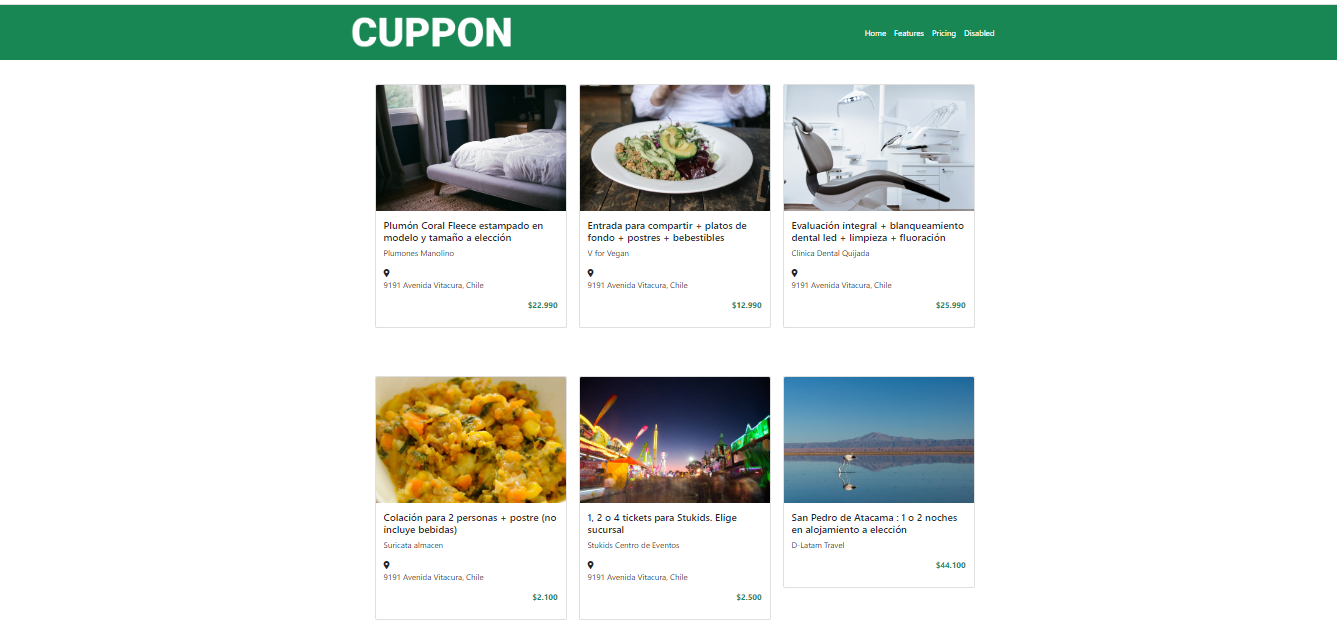 CUPPON
Home Features Pricing Disabled
Plumón Coral Fleece estampado en
modelo y tamaño a elección
Plumones Manolino
9191 Avenida Vitacura, Chile
$22.990
Entrada para compartir + platos de
fondo + postres + bebestibles
V for Vegan
9191 Avenida Vitacura, Chile
$12.990
Evaluación integral + blanqueamiento
dental led + limpieza + fluoración
Clínica Dental Quijada
9191 Avenida Vitacura, Chile
$25.990
Colación para 2 personas + postre (no
incluye bebidas)
Suricata almacen
9191 Avenida Vitacura, Chile
$2.100
1, 2 o 4 tickets para Stukids. Elige
sucursal
Stukids Centro de Eventos
9191 Avenida Vitacura, Chile
$2.500
San Pedro de Atacama : 1 o 2 noches
en alojamiento a elección
D-Latam Travel
$44.100